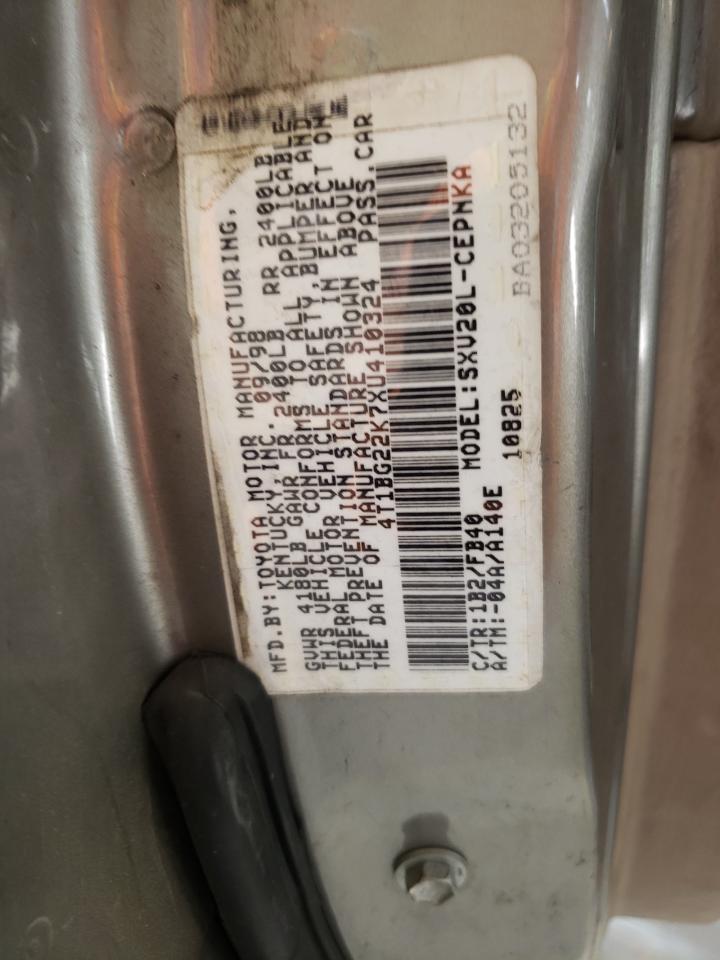 MFD.BY:TOYOTA MOTOR MANUFACTURING,
KENTUCKY,INC. 09/98
GVWR 4180LB GAWR FR 2400LB RR 2400LB
THIS VEHICLE CONFORMS TO ALL APPLICABLE
FEDERAL MOTOR VEHICLE SAFETY,BUMPER AND
THEFT PREVENTION STANDARDS IN EFFECT ON
THE DATE OF MANUFACTURE SHOWN ABOVE
4T1BG22K7XU410324 PASS.CAR
C/TR:1B2/FB40 MODEL:SXV20L-CEPNKA
A/TM:-04A/A140E 10825
BA03205132